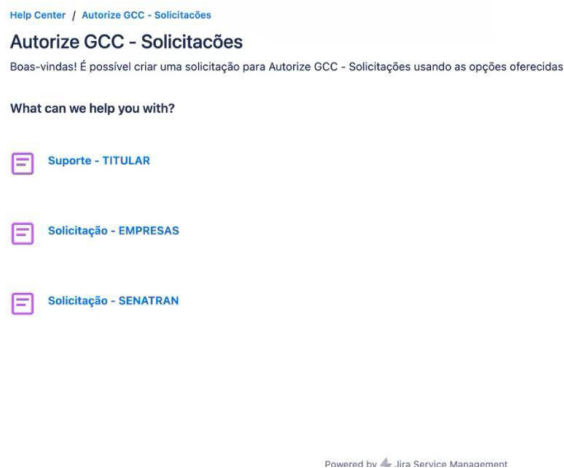 Help Center / Autorize GCC - Solicitacões
Autorize GCC - Solicitacões
Boas-vindas! É possível criar uma solicitação para Autorize GCC - Solicitações usando as opções oferecidas
What can we help you with?
Suporte - TITULAR
Solicitação - EMPRESAS
Solicitação - SENATRAN
Powered by Jira Service Management